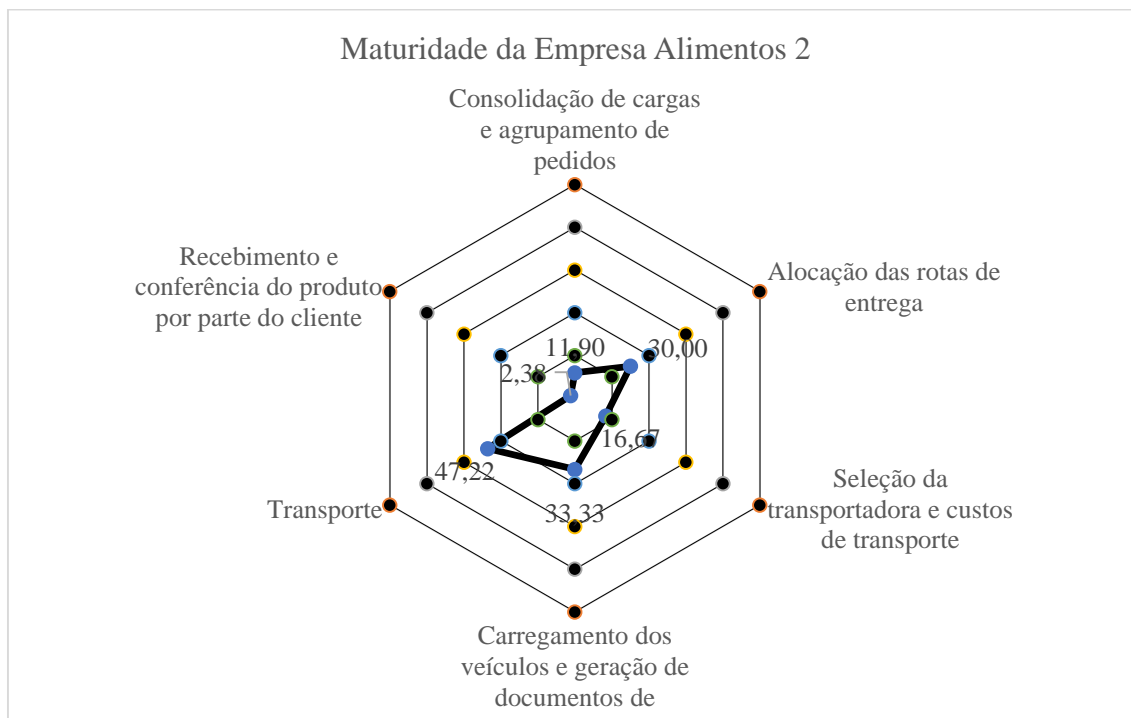 Maturidade da Empresa Alimentos 2
Consolidação de cargas
e agrupamento de
pedidos
Alocação das rotas de
entrega
Seleção da
transportadora e custos
de transporte
Carregamento dos
veículos e geração de
documentos de
Transporte
Recebimento e
conferência do produto
por parte do cliente
11,90
30,00
16,67
33,33
47,22
2,38